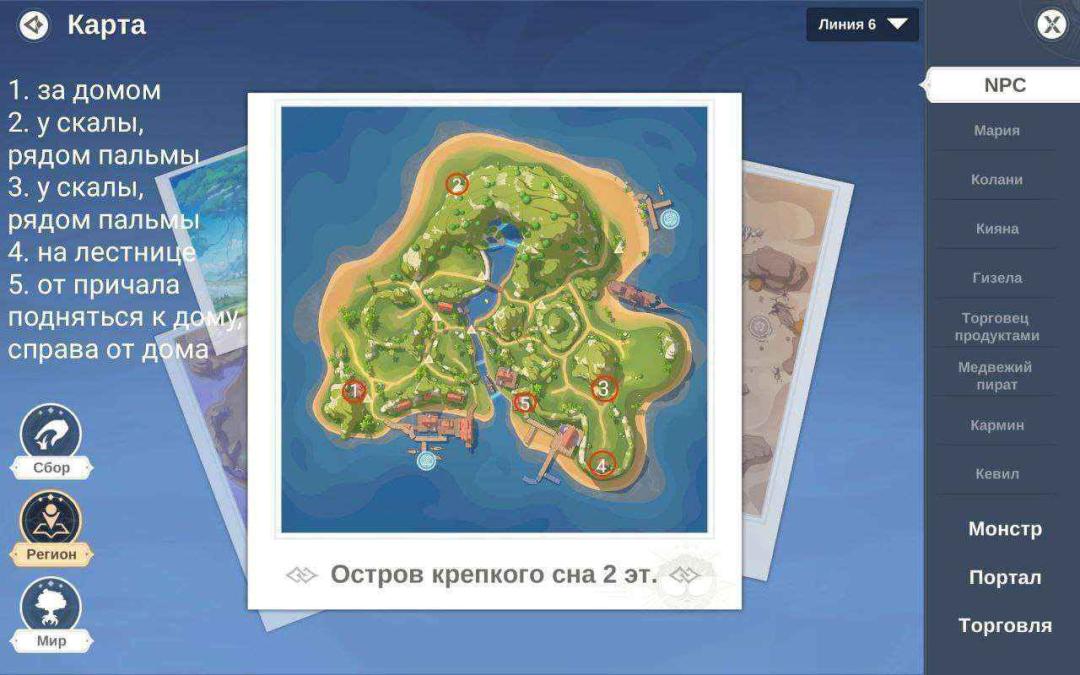 Карта
Линия 6
1. за домом
2. у скалы,
рядом пальмы
3. у скалы,
рядом пальмы
4. на лестнице
5. от причала
подняться к дому,
справа от дома
Сбор
Регион
Мир
2
1
3
5
4
Остров крепкого сна 2 эт.
NPC
Мария
Колани
Кияна
Гизела
Торговец
продуктами
Медвежий
пират
Кармин
Кевил
Монстр
Портал
Торговля